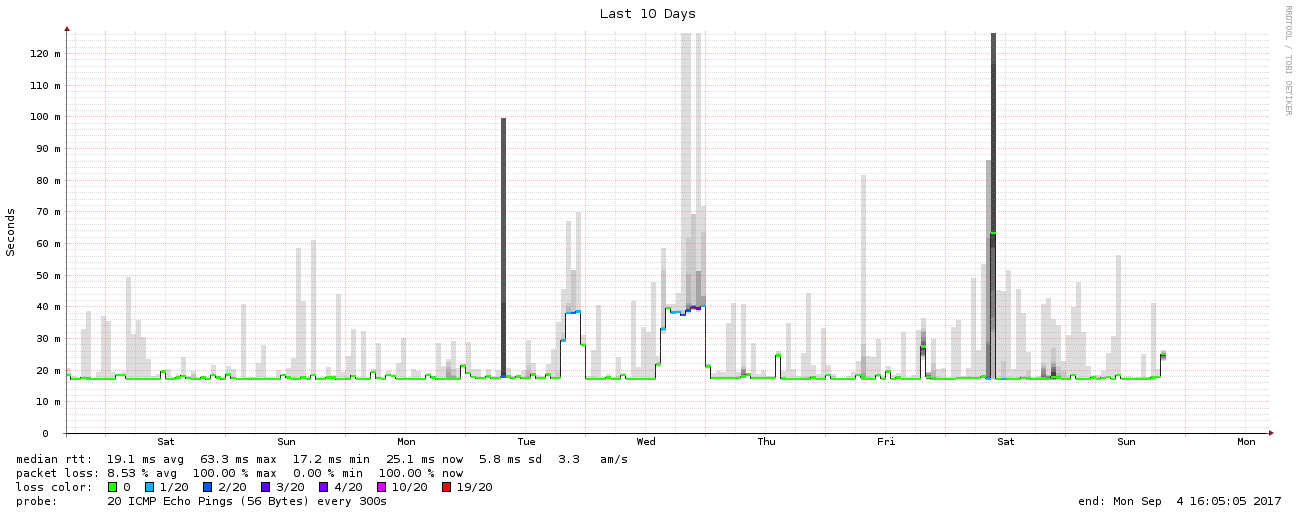 Last 10 Days
RRDTOOL / TOBI OETIKER
Seconds
120 m
110 m
100 m
90 m
80 m
70 m
60 m
50 m
40 m
30 m
20 m
10 m
0
Sat Sun Mon Tue Wed Thu Fri Sat Sun Mon
median rtt: 19.1 ms avg 63.3 ms max 17.2 ms min 25.1 ms now 5.8 ms sd 3.3 am/s
packet loss: 8.53 % avg 100.00 % max 0.00 % min 100.00 % now
loss color: 0 1/20 2/20 3/20 4/20 10/20 19/20
probe: 20 ICMP Echo Pings (56 Bytes) every 300s end: Mon Sep 4 16:05:05 2017